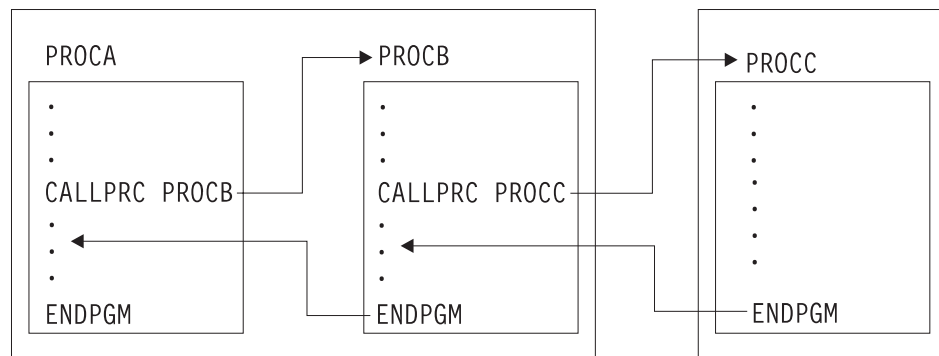 PROCA
.
.
.
CALLPRC PROCB
.
.
.
ENDPGM
PROCB
.
.
.
CALLPRC PROCC
.
.
.
ENDPGM
PROCC
.
.
.
.
.
.
.
ENDPGM